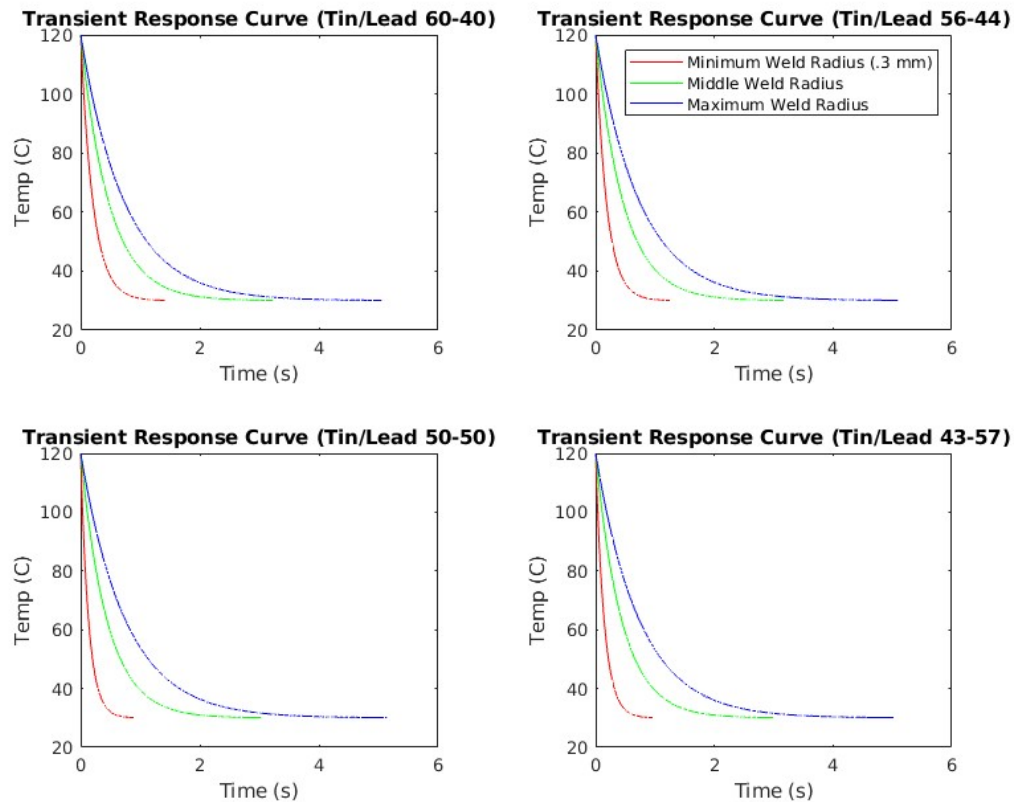 Transient Response Curve (Tin/Lead 60-40)
120
100
80
60
40
20
Temp (C)
0 2 4 6
Time (s)
Transient Response Curve (Tin/Lead 56-44)
Minimum Weld Radius (.3 mm)
Middle Weld Radius
Maximum Weld Radius
120
100
80
60
40
20
Temp (C)
0 2 4 6
Time (s)
Transient Response Curve (Tin/Lead 50-50)
120
100
80
60
40
20
Temp (C)
0 2 4 6
Time (s)
Transient Response Curve (Tin/Lead 43-57)
120
100
80
60
40
20
Temp (C)
0 2 4 6
Time (s)